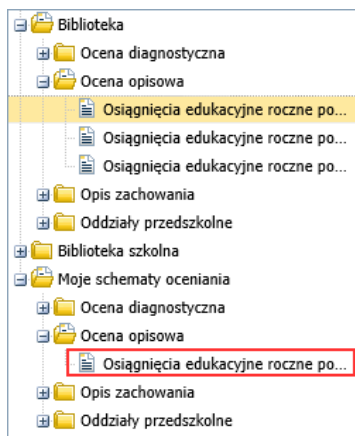 Biblioteka
Ocena diagnostyczna
Ocena opisowa
Osiągnięcia edukacyjne roczne po...
Osiągnięcia edukacyjne roczne po...
Osiągnięcia edukacyjne roczne po...
Opis zachowania
Oddziały przedszkolne
Biblioteka szkolna
Moje schematy oceniania
Ocena diagnostyczna
Ocena opisowa
Osiągnięcia edukacyjne roczne po...
Opis zachowania
Oddziały przedszkolne